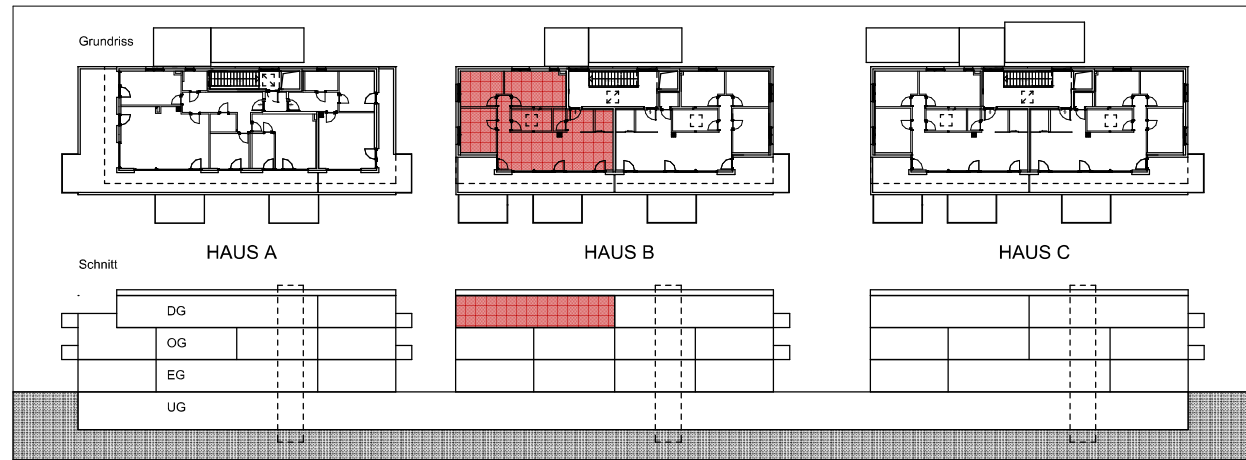 Grundriss
HAUS A
HAUS B
HAUS C
Schnitt
DG
OG
EG
UG